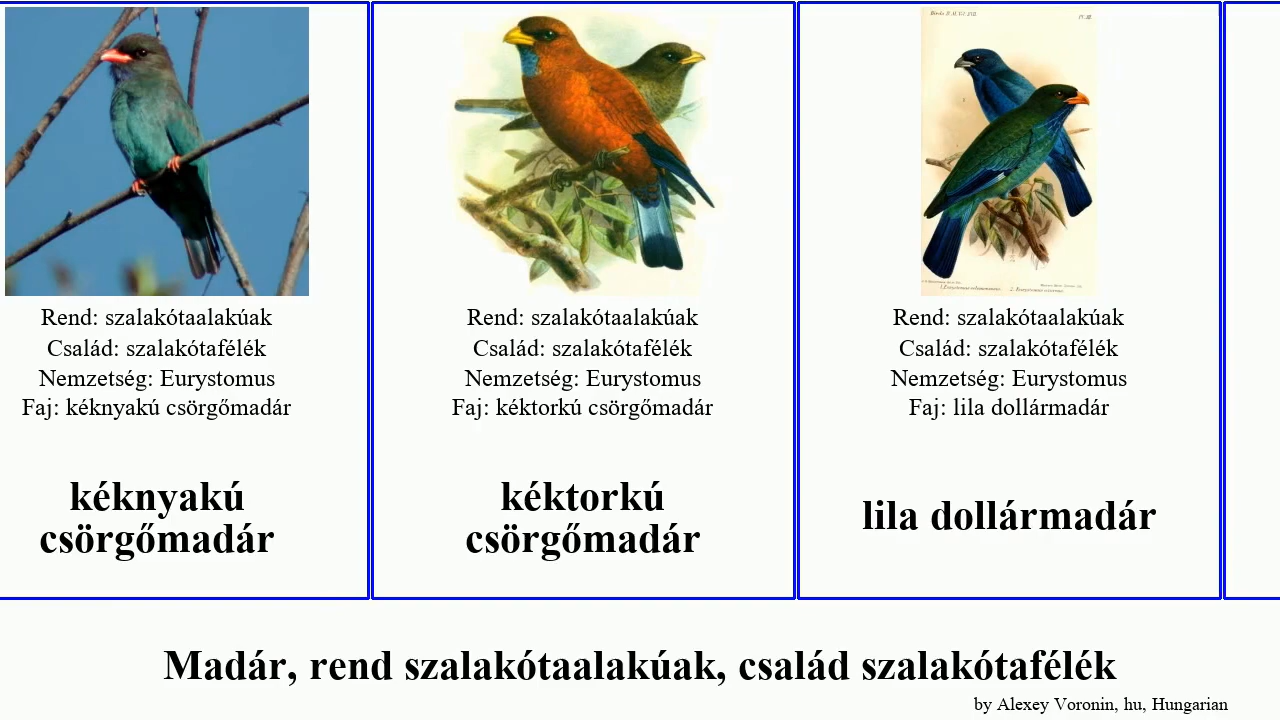 Rend: szalakótaalakúak
Család: szalakótafélék
Nemzetség: Eurystomus
Faj: kéknyakú csörgőmadár
kéknyakú
csörgőmadár
Rend: szalakótaalakúak
Család: szalakótafélék
Nemzetség: Eurystomus
Faj: kéktorkú csörgőmadár
kéktorkú
csörgőmadár
Rend: szalakótaalakúak
Család: szalakótafélék
Nemzetség: Eurystomus
Faj: lila dollármadár
lila dollármadár
Madár, rend szalakótaalakúak, család szalakótafélék
by Alexey Voronin, hu, Hungarian